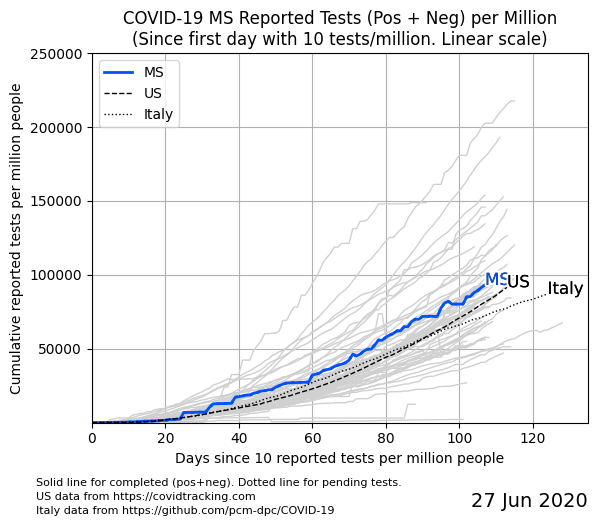 COVID-19 MS Reported Tests (Pos + Neg) per Million
(Since first day with 10 tests/million. Linear scale)
250000
200000
150000
100000
50000
Cumulative reported tests per million people
MS
US
Italy
MS
US
Italy
0
20
40
60
80
100
120
Days since 10 reported tests per million people
Solid line for completed (pos+neg). Dotted line for pending tests.
US data from https://covidtracking.com
Italy data from https://github.com/pcm-dpc/COVID-19
27 Jun 2020